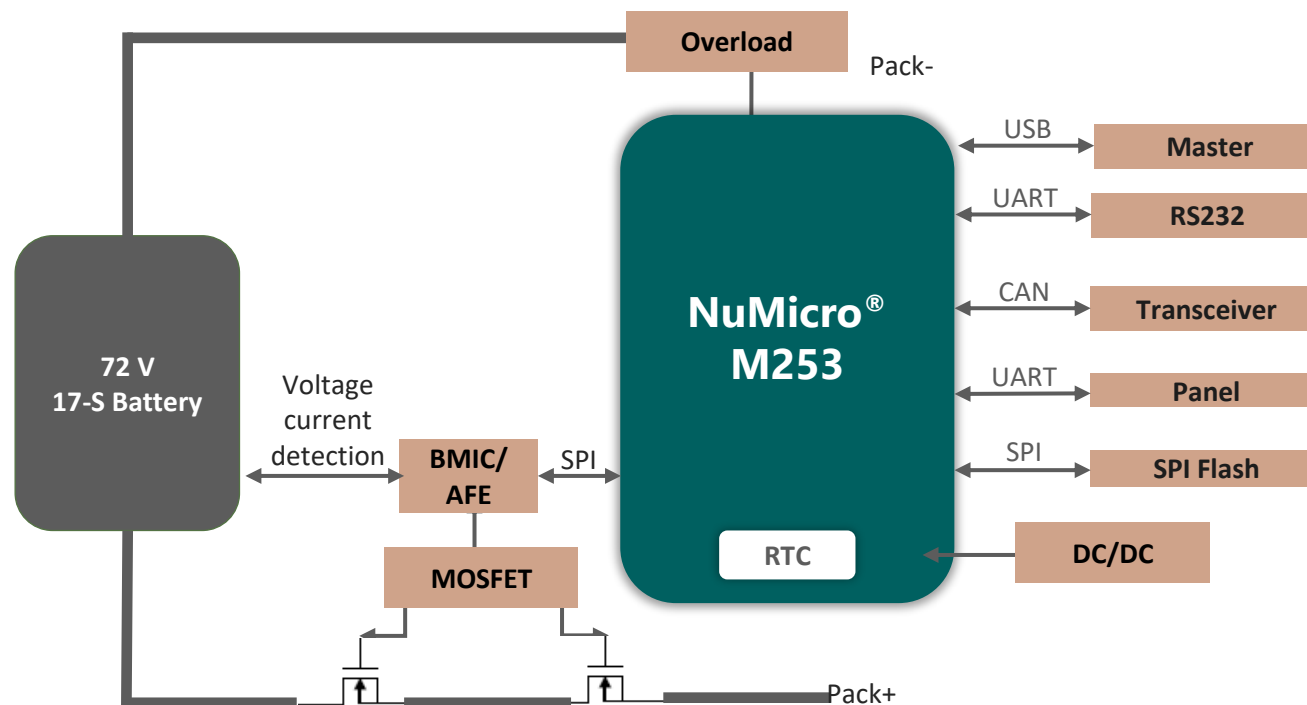 Overload
Pack-
USB
Master
UART
RS232
NuMicro®
M253
CAN
Transceiver
72 V
17-S Battery
UART
Panel
Voltage
current
detection
BMIC/
AFE
SPI
SPI
SPI Flash
RTC
DC/DC
MOSFET
Pack+